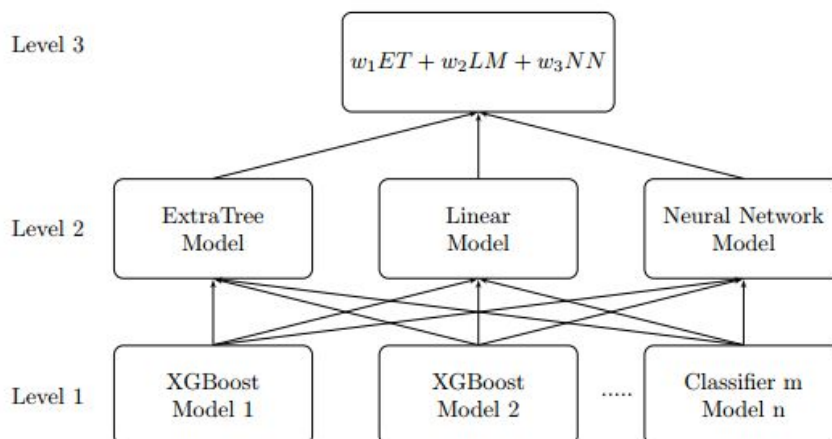 Level 3
w₁ET + w₂LM + w₃NN
Level 2
ExtraTree
Model
Linear
Model
Neural Network
Model
Level 1
XGBoost
Model 1
XGBoost
Model 2
.....
Classifier m
Model n